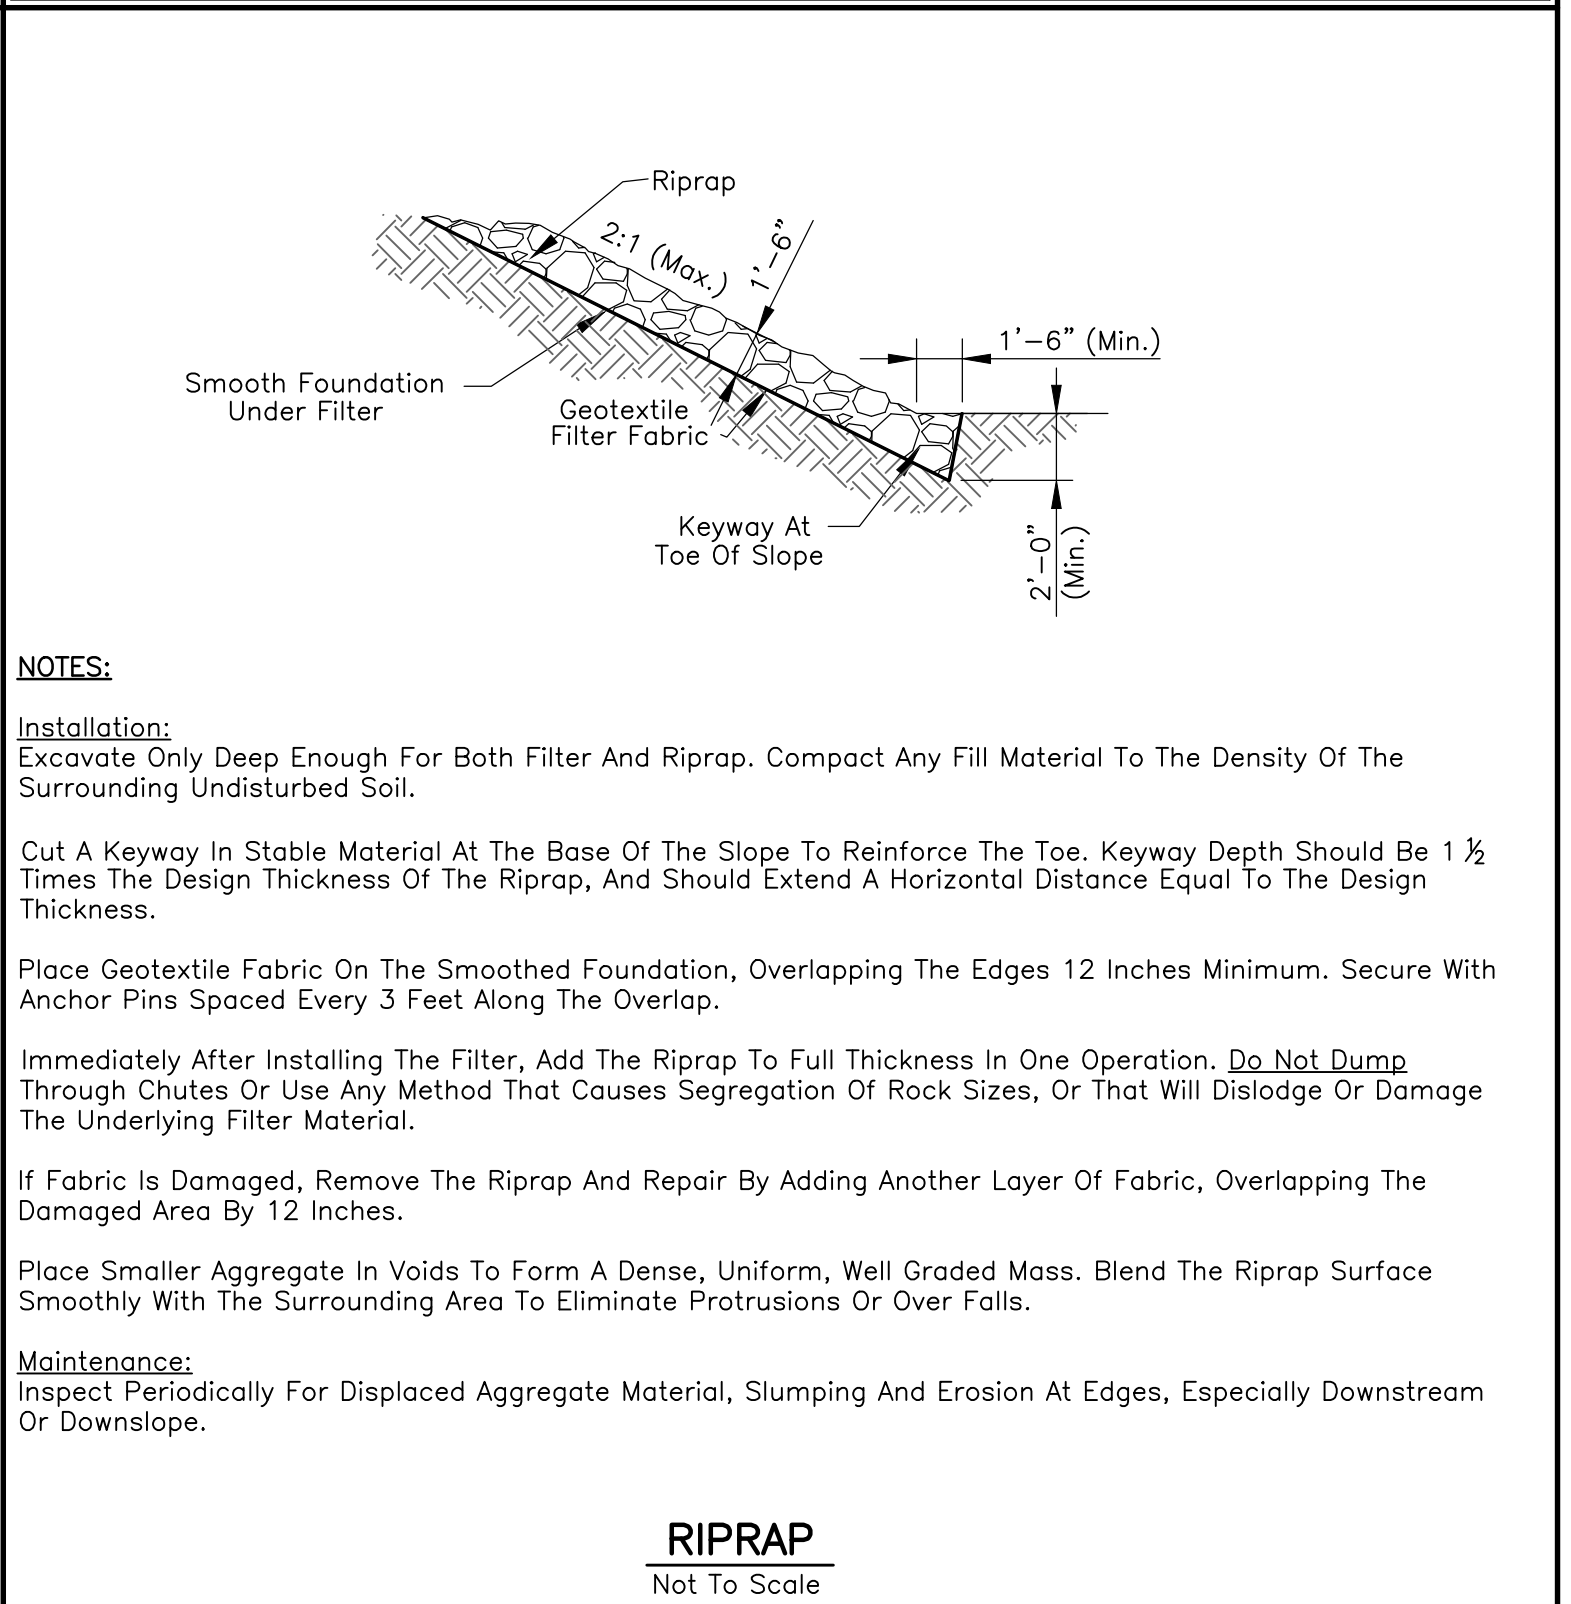 Riprap
2:1 (Max.)
1'-6"
1'-6" (Min.)
Smooth Foundation
Under Filter
Geotextile
Filter Fabric
Keyway At
Toe Of Slope
2'-0"
(Min.)
NOTES:
Installation:
Excavate Only Deep Enough For Both Filter And Riprap. Compact Any Fill Material To The Density Of The
Surrounding Undisturbed Soil.
Cut A Keyway In Stable Material At The Base Of The Slope To Reinforce The Toe. Keyway Depth Should Be 1 ½
Times The Design Thickness Of The Riprap, And Should Extend A Horizontal Distance Equal To The Design
Thickness.
Place Geotextile Fabric On The Smoothed Foundation, Overlapping The Edges 12 Inches Minimum. Secure With
Anchor Pins Spaced Every 3 Feet Along The Overlap.
Immediately After Installing The Filter, Add The Riprap To Full Thickness In One Operation. Do Not Dump
Through Chutes Or Use Any Method That Causes Segregation Of Rock Sizes, Or That Will Dislodge Or Damage
The Underlying Filter Material.
If Fabric Is Damaged, Remove The Riprap And Repair By Adding Another Layer Of Fabric, Overlapping The
Damaged Area By 12 Inches.
Place Smaller Aggregate In Voids To Form A Dense, Uniform, Well Graded Mass. Blend The Riprap Surface
Smoothly With The Surrounding Area To Eliminate Protrusions Or Over Falls.
Maintenance:
Inspect Periodically For Displaced Aggregate Material, Slumping And Erosion At Edges, Especially Downstream
Or Downslope.
RIPRAP
Not To Scale